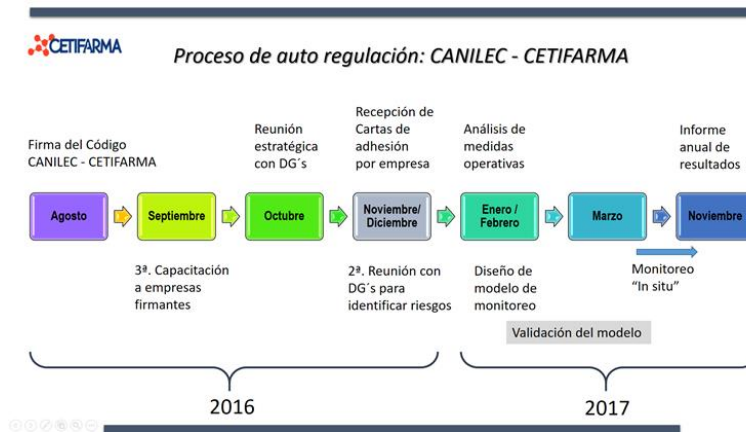 CETIFARMA
Proceso de auto regulación: CANILEC - CETIFARMA
Firma del Código
CANILEC - CETIFARMA
Reunión
estratégica
con DG´s
Recepción de
Cartas de
adhesión
por empresa
Análisis de
medidas
operativas
Informe
anual de
resultados
Agosto
Septiembre
Octubre
Noviembre/
Diciembre
Enero /
Febrero
Marzo
Noviembre
3ª. Capacitación
a empresas
firmantes
2ª. Reunión con
DG´s para
identificar riesgos
Diseño de
modelo de
monitoreo
Monitoreo
“In situ”
Validación del modelo
2016
2017